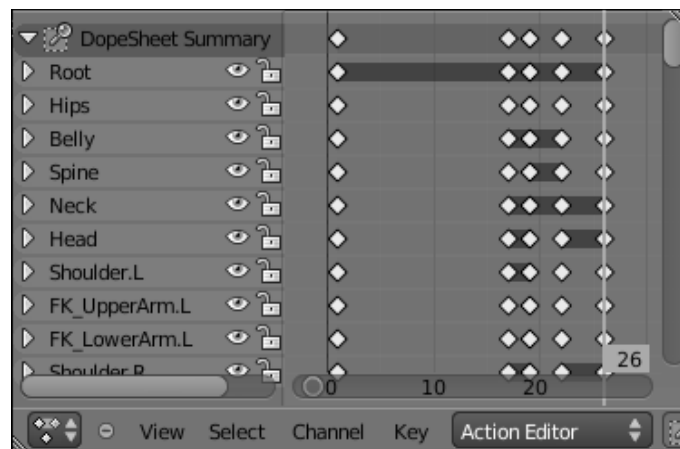 DopeSheet Summary
Root
Hips
Belly
Spine
Neck
Head
Shoulder.L
FK_UpperArm.L
FK_LowerArm.L
Shoulder.R
26
0 10 20
View Select Channel Key Action Editor